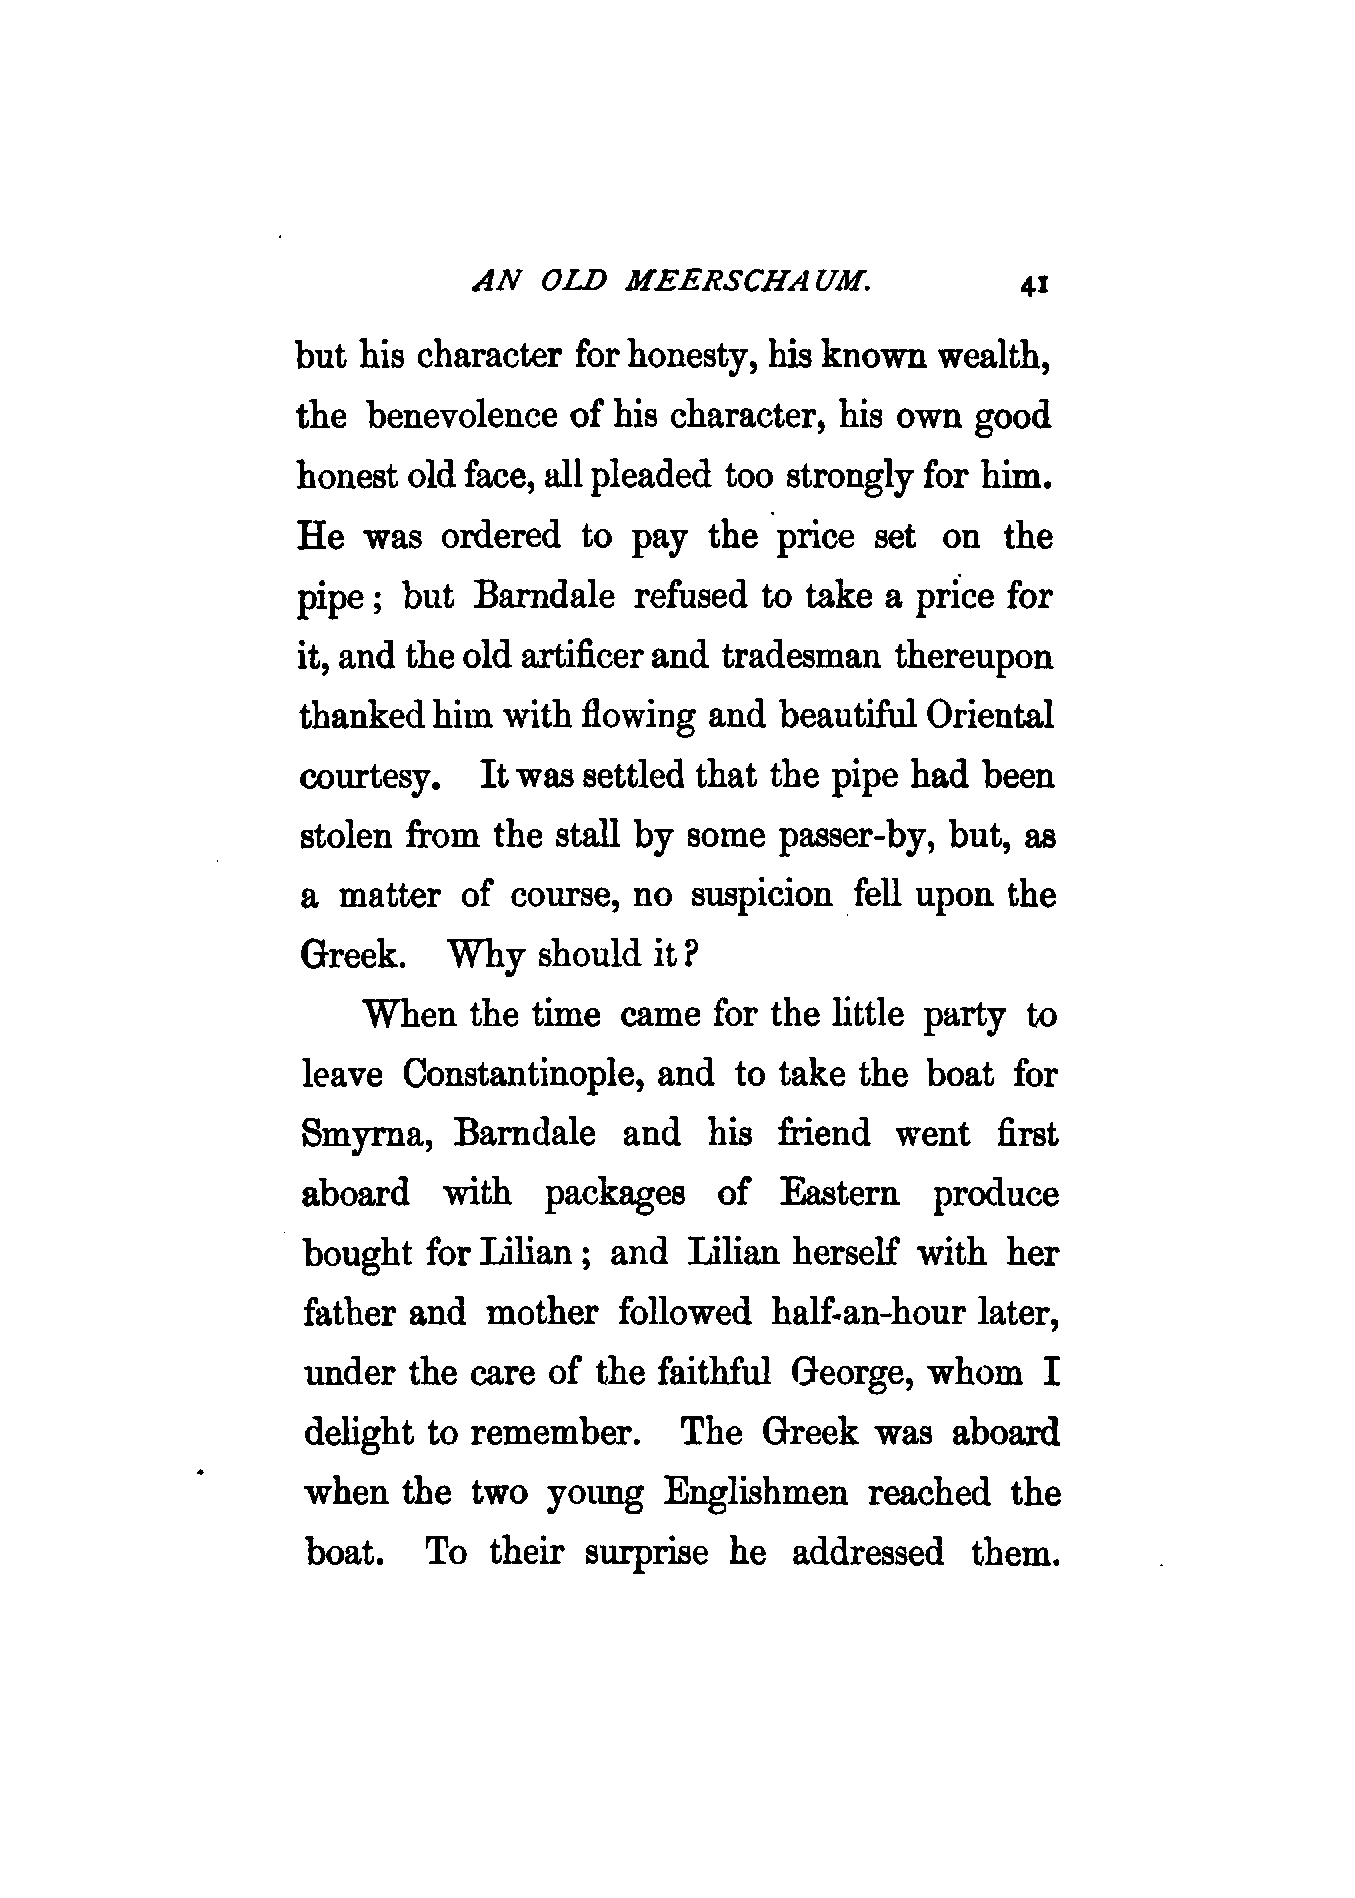 AN OLD MEERSCHAUM. 41
but his character for honesty, his known wealth,
the benevolence of his character, his own good
honest old face, all pleaded too strongly for him.
He was ordered to pay the price set on the
pipe; but Barndale refused to take a price for
it, and the old artificer and tradesman thereupon
thanked him with flowing and beautiful Oriental
courtesy. It was settled that the pipe had been
stolen from the stall by some passer-by, but, as
a matter of course, no suspicion fell upon the
Greek. Why should it?
When the time came for the little party to
leave Constantinople, and to take the boat for
Smyrna, Barndale and his friend went first
aboard with packages of Eastern produce
bought for Lilian; and Lilian herself with her
father and mother followed half-an-hour later,
under the care of the faithful George, whom I
delight to remember. The Greek was aboard
when the two young Englishmen reached the
boat. To their surprise he addressed them.